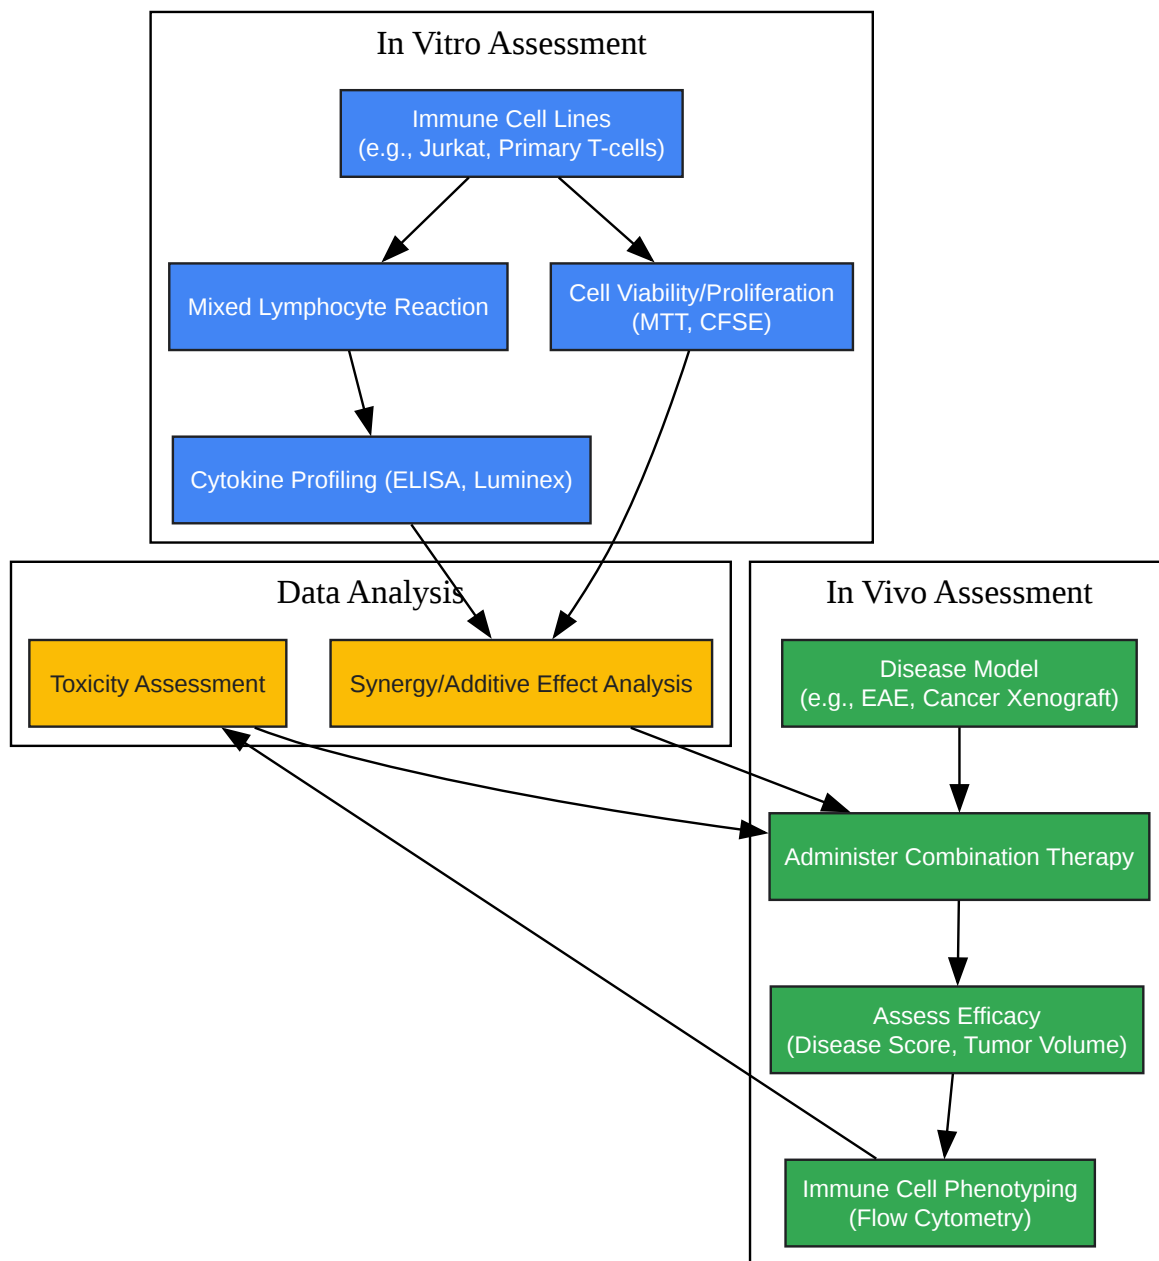 In Vitro Assessment
Immune Cell Lines
(e.g., Jurkat, Primary T-cells)
Mixed Lymphocyte Reaction
Cell Viability/Proliferation
(MTT, CFSE)
Cytokine Profiling (ELISA, Luminex)
Data Analysis
Toxicity Assessment
Synergy/Additive Effect Analysis
In Vivo Assessment
Disease Model
(e.g., EAE, Cancer Xenograft)
Administer Combination Therapy
Assess Efficacy
(Disease Score, Tumor Volume)
Immune Cell Phenotyping
(Flow Cytometry)